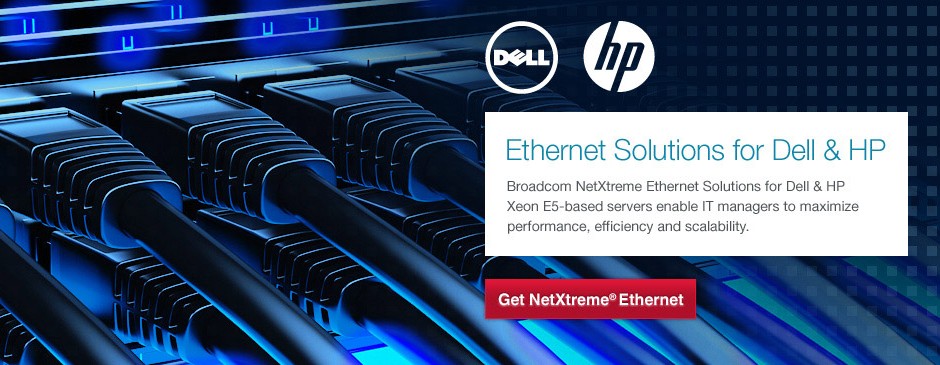 DELL hp
Ethernet Solutions for Dell & HP
Broadcom NetXtreme Ethernet Solutions for Dell & HP
Xeon E5-based servers enable IT managers to maximize
performance, efficiency and scalability.
Get NetXtreme® Ethernet